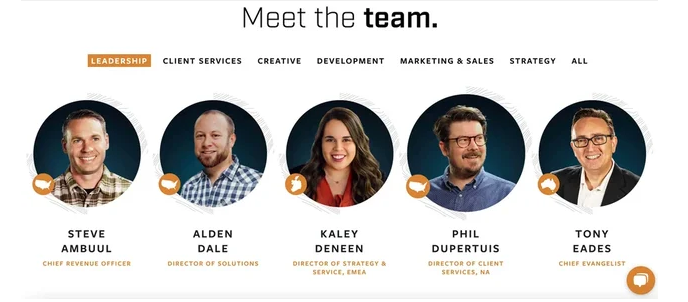 Meet the team.
LEADERSHIP CLIENT SERVICES CREATIVE DEVELOPMENT MARKETING & SALES STRATEGY ALL
STEVE
AMBUUL
CHIEF REVENUE OFFICER
ALDEN
DALE
DIRECTOR OF SOLUTIONS
KALEY
DENEEN
DIRECTOR OF STRATEGY &
SERVICE, EMEA
PHIL
DUPERTUIS
DIRECTOR OF CLIENT
SERVICES, NA
TONY
EADES
CHIEF EVANGELIST